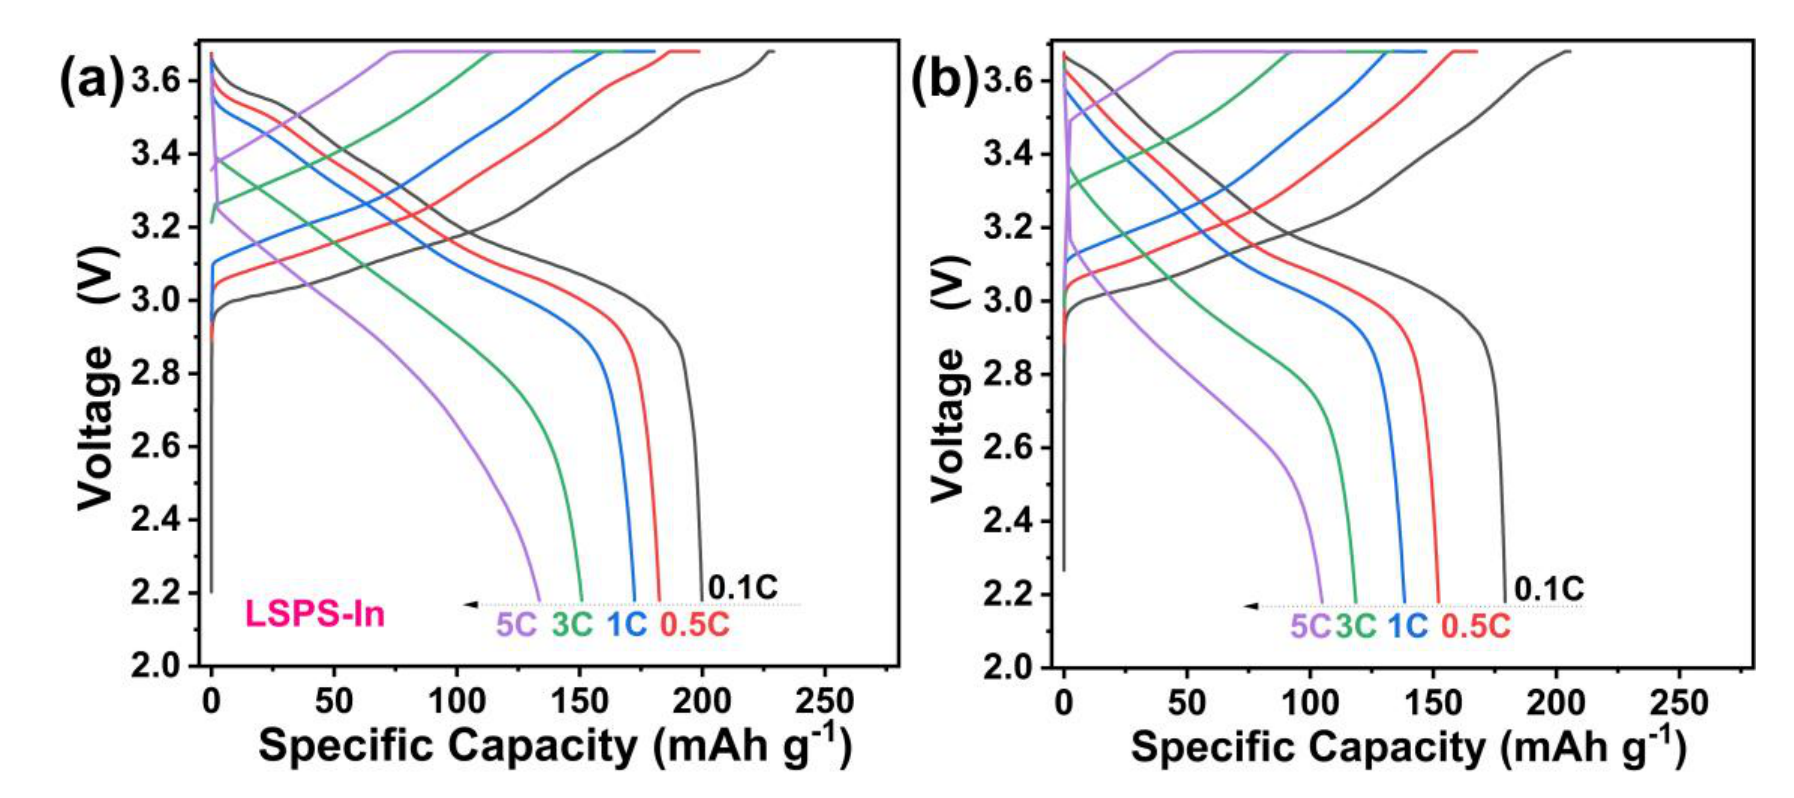 (a)
3.6
3.4
3.2
3.0
2.8
2.6
2.4
2.2
2.0
Voltage (V)
LSPS-In
0.1C
5C 3C 1C 0.5C
0 50 100 150 200 250
Specific Capacity (mAh g⁻¹)
(b)
3.6
3.4
3.2
3.0
2.8
2.6
2.4
2.2
2.0
Voltage (V)
0.1C
5C 3C 1C 0.5C
0 50 100 150 200 250
Specific Capacity (mAh g⁻¹)